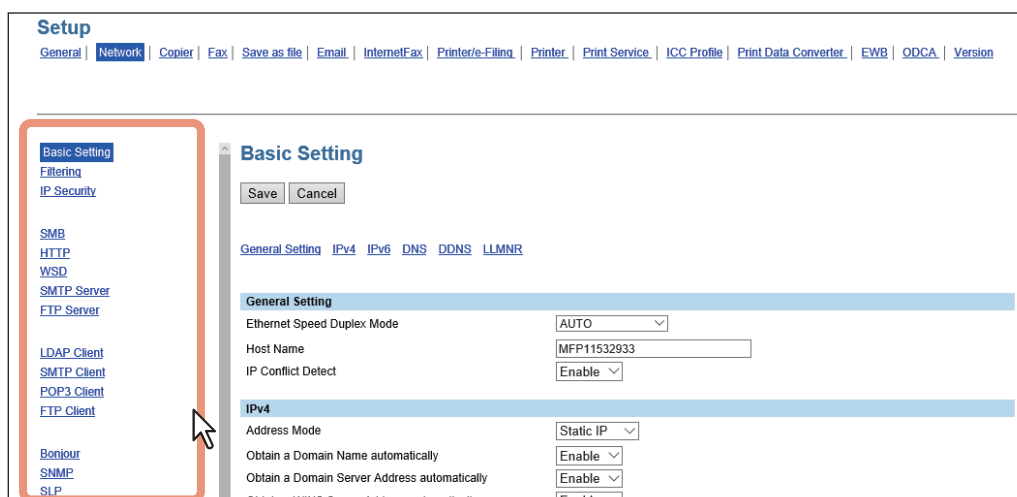 Setup
General | Network | Copier | Fax | Save as file | Email | InternetFax | Printer/e-Filing | Printer | Print Service | ICC Profile | Print Data Converter | EWB | ODCA | Version
Basic Setting
Filtering
IP Security
SMB
HTTP
WSD
SMTP Server
FTP Server
LDAP Client
SMTP Client
POP3 Client
FTP Client
Bonjour
SNMP
SLP
Basic Setting
Save Cancel
General Setting IPv4 IPv6 DNS DDNS LLMNR
General Setting
Ethernet Speed Duplex Mode AUTO
Host Name MFP11532933
IP Conflict Detect Enable
IPv4
Address Mode Static IP
Obtain a Domain Name automatically Enable
Obtain a Domain Server Address automatically Enable